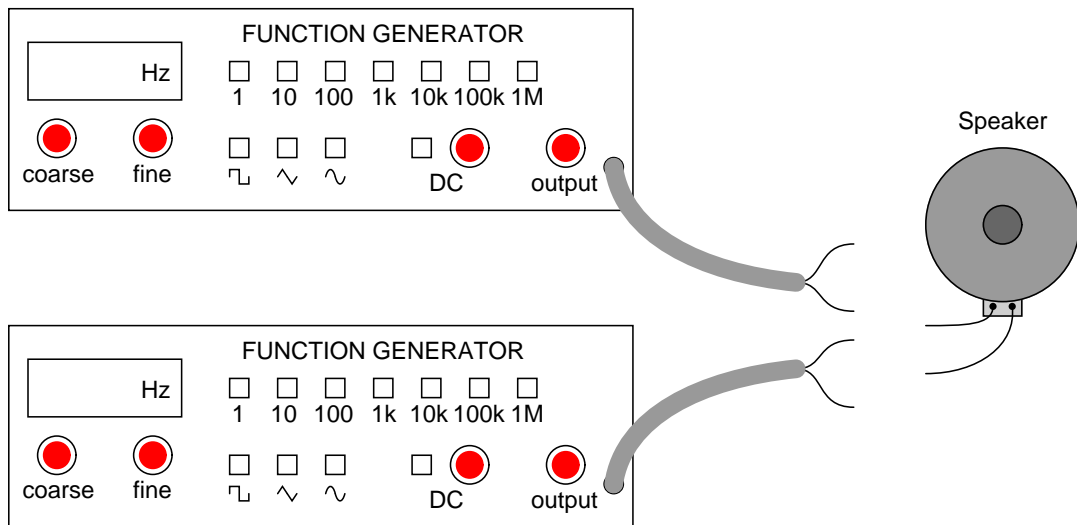 FUNCTION GENERATOR
Hz
1 10 100 1k 10k 100k 1M
coarse fine DC output
Speaker
FUNCTION GENERATOR
Hz
1 10 100 1k 10k 100k 1M
coarse fine DC output